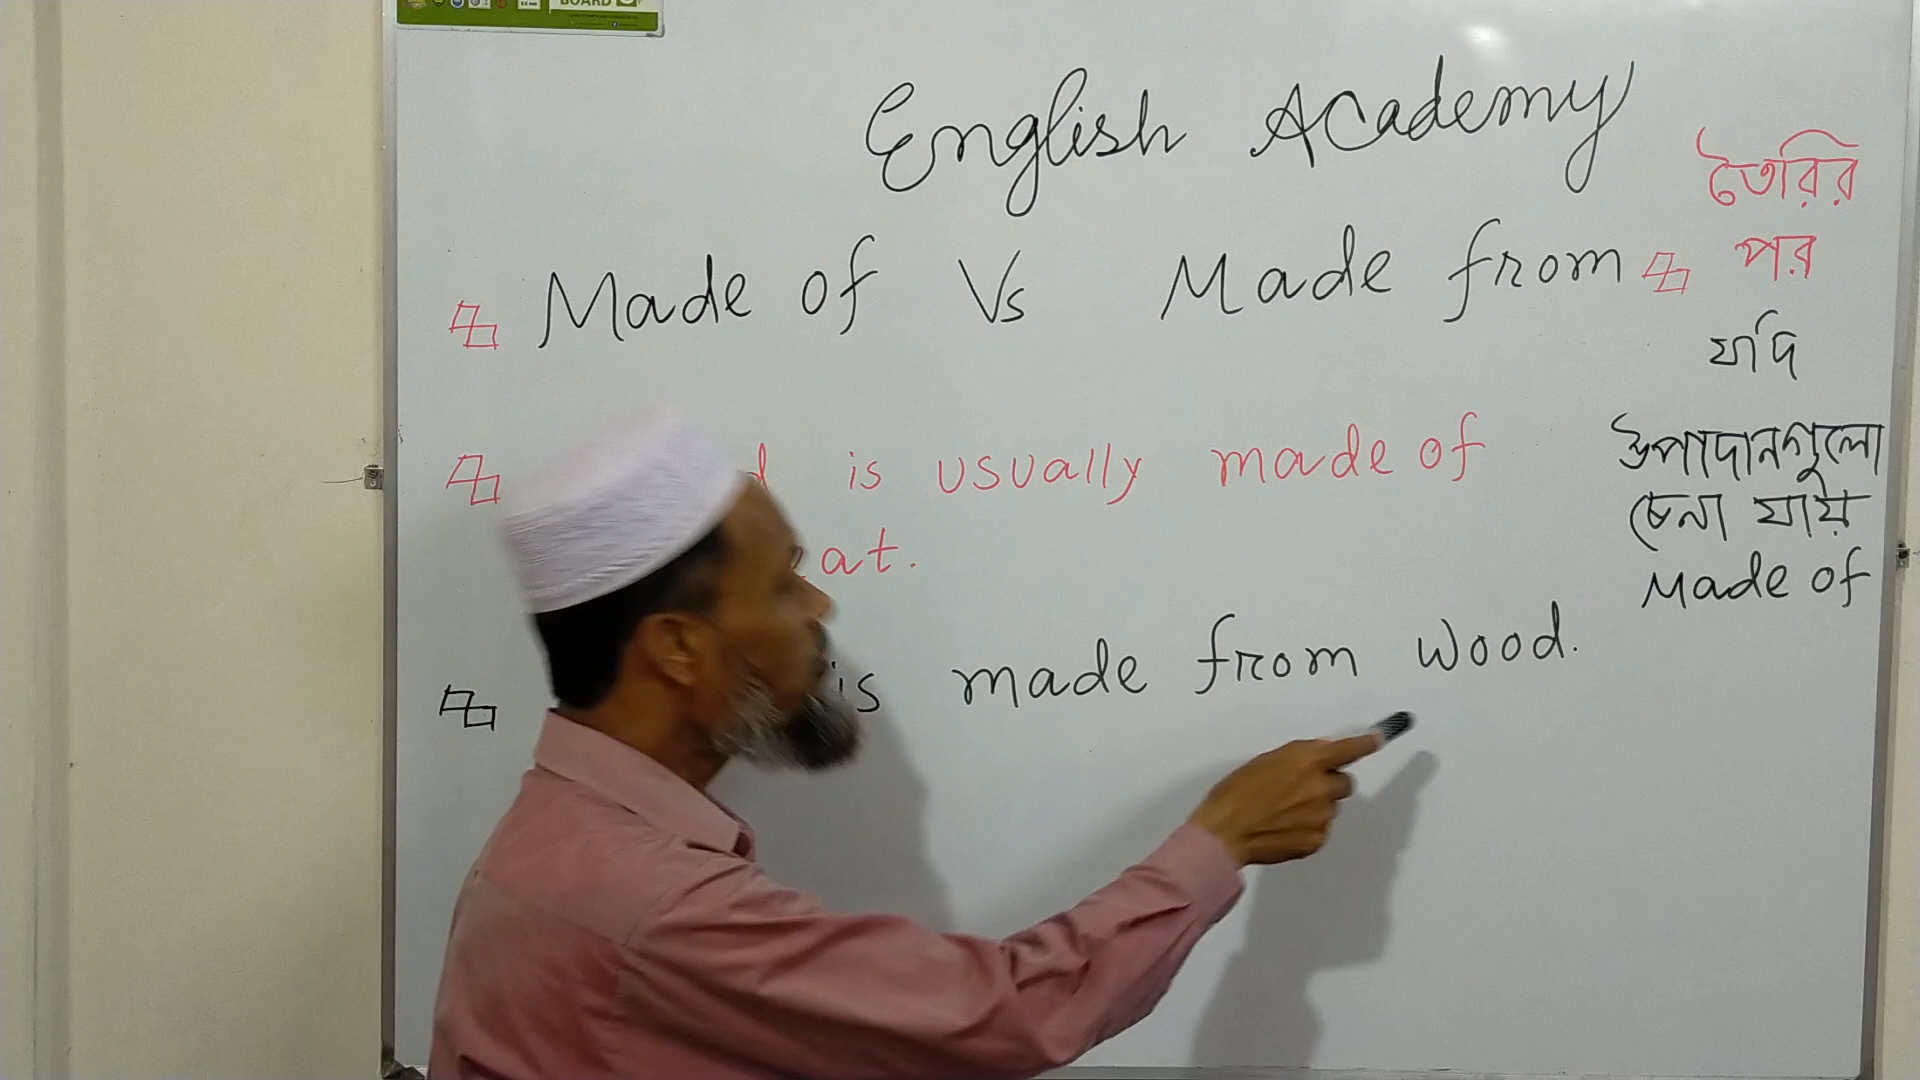 BOARD
English Academy
Made of Vs Made from
তৈরির
পর
যদি
উপাদানগুলো
চেনা যায়
Made of
is usually made of
is made from wood.